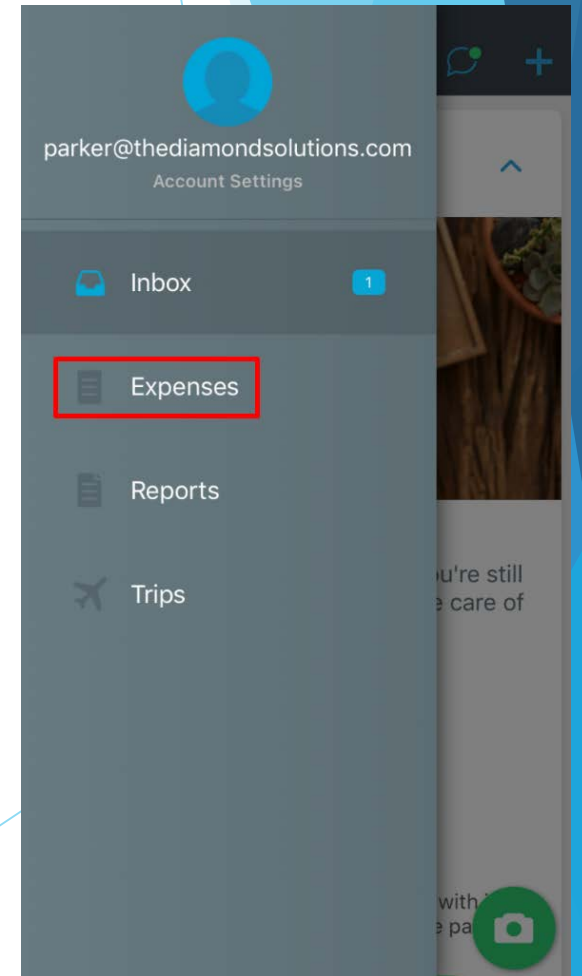 parker@thediamondsolutions.com
Account Settings
Inbox
1
Expenses
Reports
Trips
u're still
care of
with
pa